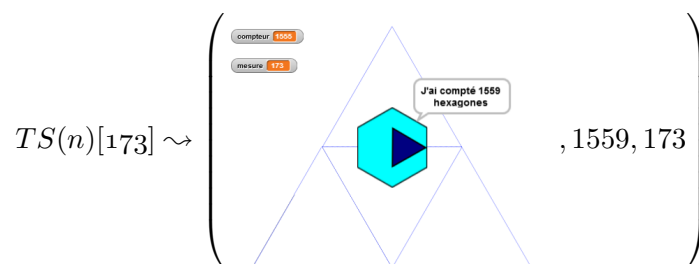 compteur 1555
mesure 173
J'ai compté 1559
hexagones
TS(n)[173] ⤳ ( , 1559, 173 )